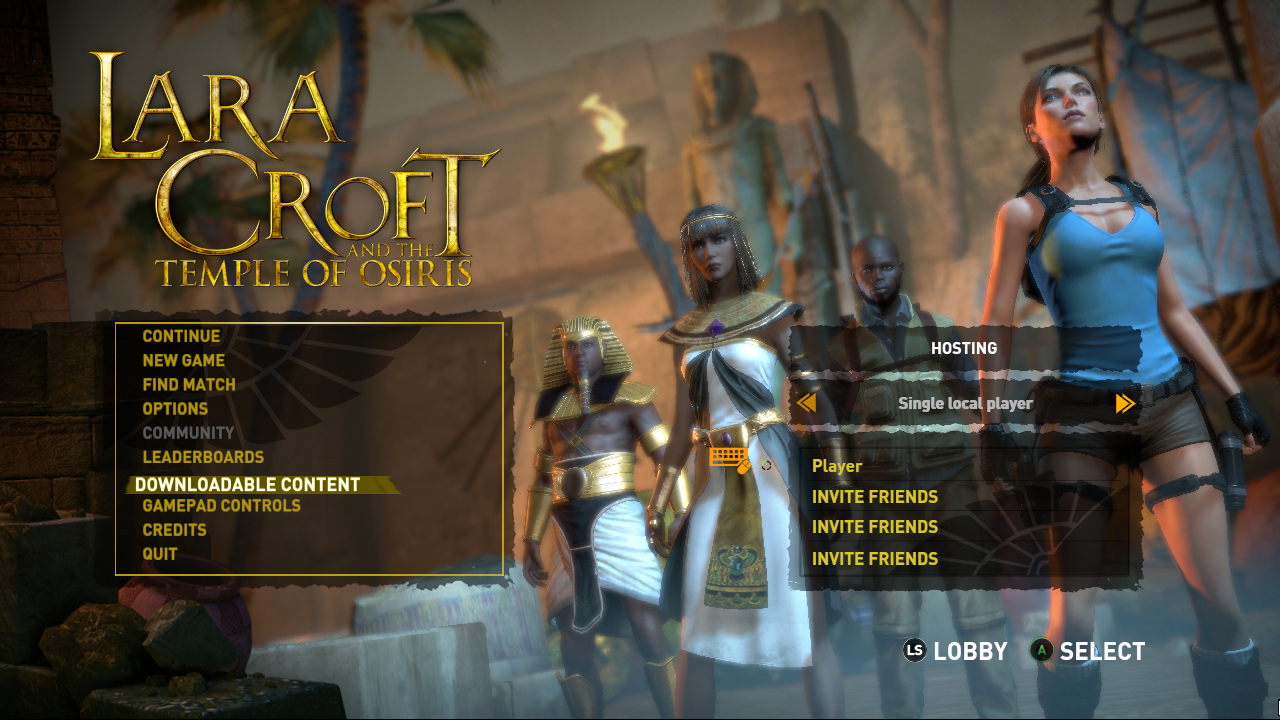 LARA
CROFT
AND THE
TEMPLE OF OSIRIS
CONTINUE
NEW GAME
FIND MATCH
OPTIONS
COMMUNITY
LEADERBOARDS
DOWNLOADABLE CONTENT
GAMEPAD CONTROLS
CREDITS
QUIT
HOSTING
Single local player
Player
INVITE FRIENDS
INVITE FRIENDS
INVITE FRIENDS
LS LOBBY A SELECT